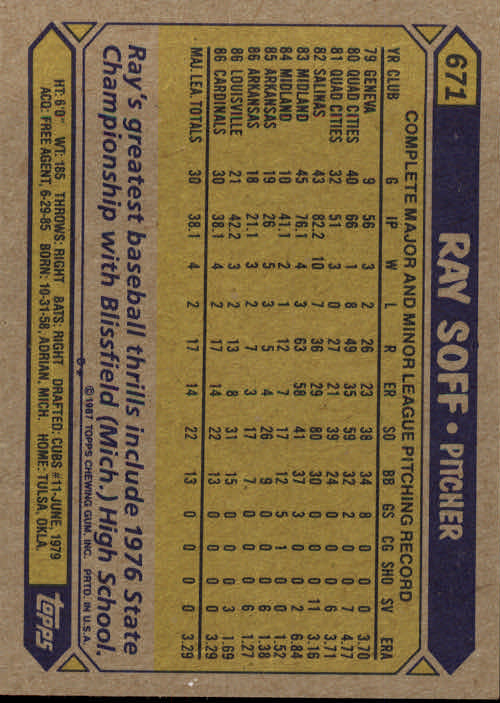 671 RAY SOFF • PITCHER
COMPLETE MAJOR AND MINOR LEAGUE PITCHING RECORD
YR CLUB G IP W L R ER SO BB GS CG SHO SV ERA
79 GENEVA 9 56 3 2 26 23 38 34 8 0 0 0 3.70
80 QUAD CITIES 40 66 1 8 49 35 59 32 2 0 0 7 4.77
81 QUAD CITIES 32 51 3 0 27 21 39 24 0 0 0 6 3.71
82 SALINAS 43 82.2 10 7 36 29 80 30 0 0 0 11 3.16
83 MIDLAND 45 76.1 4 3 63 58 41 37 3 0 0 2 6.84
84 MIDLAND 10 41.1 2 1 12 7 17 12 5 1 0 0 1.52
85 ARKANSAS 19 26 5 3 5 4 26 9 0 0 0 6 1.38
86 ARKANSAS 18 21.1 3 2 7 3 17 7 0 0 0 6 1.27
86 LOUISVILLE 21 42.2 3 2 13 8 31 15 0 0 0 3 1.69
86 CARDINALS 30 38.1 4 2 17 14 22 13 0 0 0 0 3.29
MAJ. LEA. TOTALS 30 38.1 4 2 17 14 22 13 0 0 0 0 3.29
Ray's greatest baseball thrills include 1976 State
Championship with Blissfield (Mich.) High School.
© 1987 TOPPS CHEWING GUM, INC. PRTD. IN U.S.A.
HT: 6'0" WT: 185 THROWS: RIGHT BATS: RIGHT DRAFTED: CUBS #11-JUNE, 1979
ACQ: FREE AGENT, 6-29-85 BORN: 10-31-58, ADRIAN, MICH. HOME: TULSA, OKLA.
topps